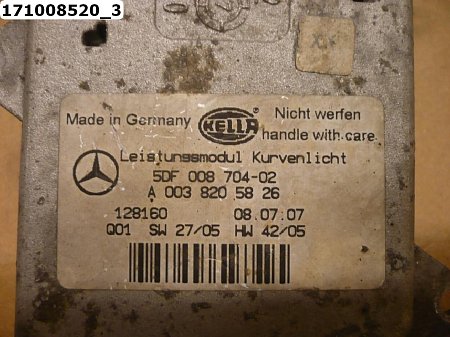 171008520_3
Made in Germany HELLA ® Nicht werfen
handle with care
Leistungsmodul Kurvenlicht
5DF 008 704-02
A 003 820 58 26
128160 08.07.07
Q01 SW 27/05 HW 42/05